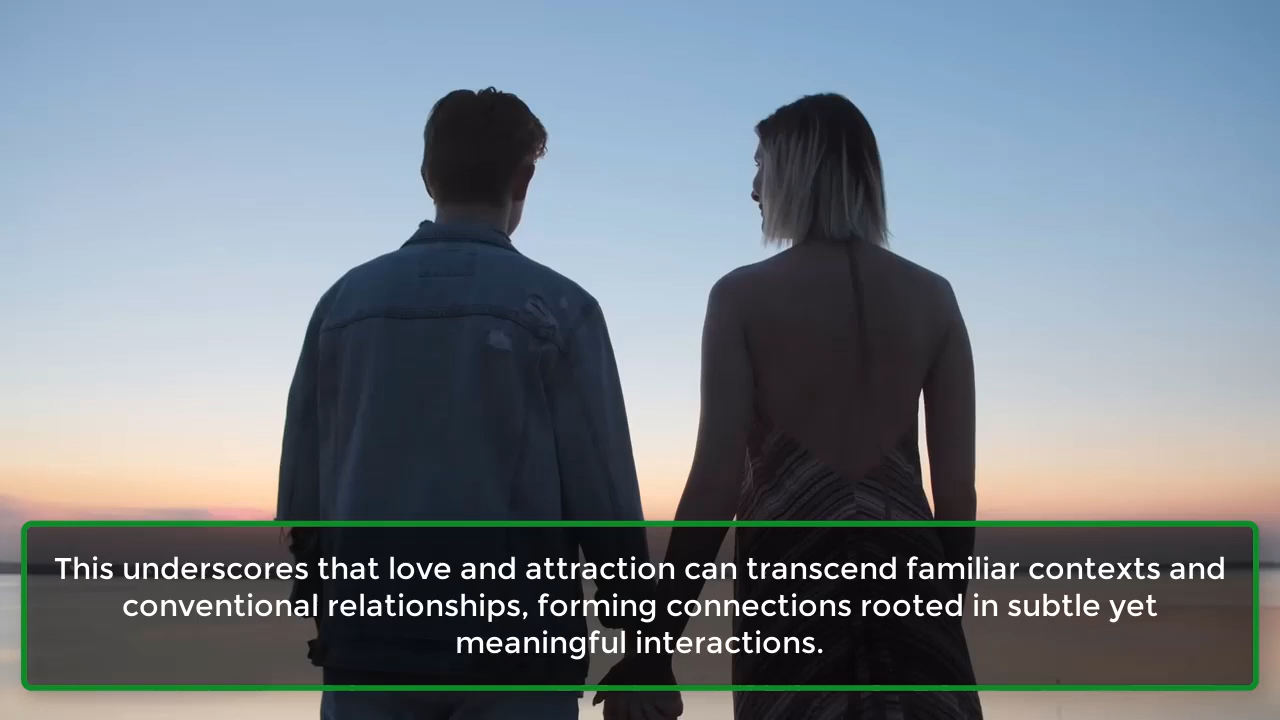 This underscores that love and attraction can transcend familiar contexts and
conventional relationships, forming connections rooted in subtle yet
meaningful interactions.